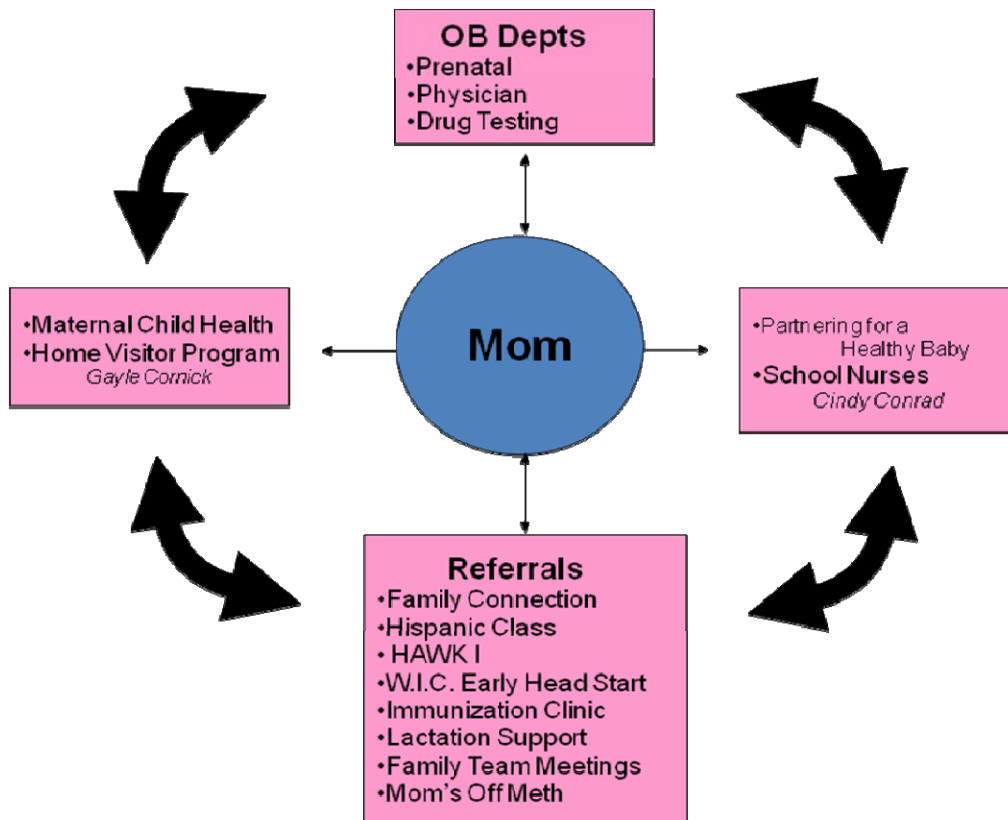 OB Depts
•Prenatal
•Physician
•Drug Testing
•Maternal Child Health
•Home Visitor Program
Gayle Cornick
Mom
•Partnering for a
Healthy Baby
•School Nurses
Cindy Conrad
Referrals
•Family Connection
•Hispanic Class
• HAWK I
•W.I.C. Early Head Start
•Immunization Clinic
•Lactation Support
•Family Team Meetings
•Mom's Off Meth